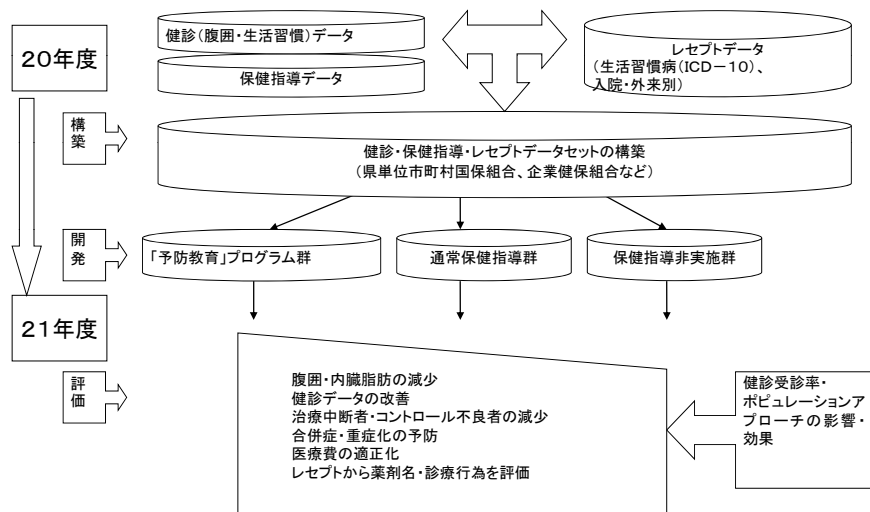 20年度
健診(腹囲・生活習慣)データ
保健指導データ
レセプトデータ
(生活習慣病(ICD-10)、
入院・外来別)
構築
健診・保健指導・レセプトデータセットの構築
(県単位市町村国保組合、企業健保組合など)
開発
「予防教育」プログラム群
通常保健指導群
保健指導非実施群
21年度
評価
腹囲・内臓脂肪の減少
健診データの改善
治療中断者・コントロール不良者の減少
合併症・重症化の予防
医療費の適正化
レセプトから薬剤名・診療行為を評価
健診受診率・
ポピュレーションア
プローチの影響・
効果